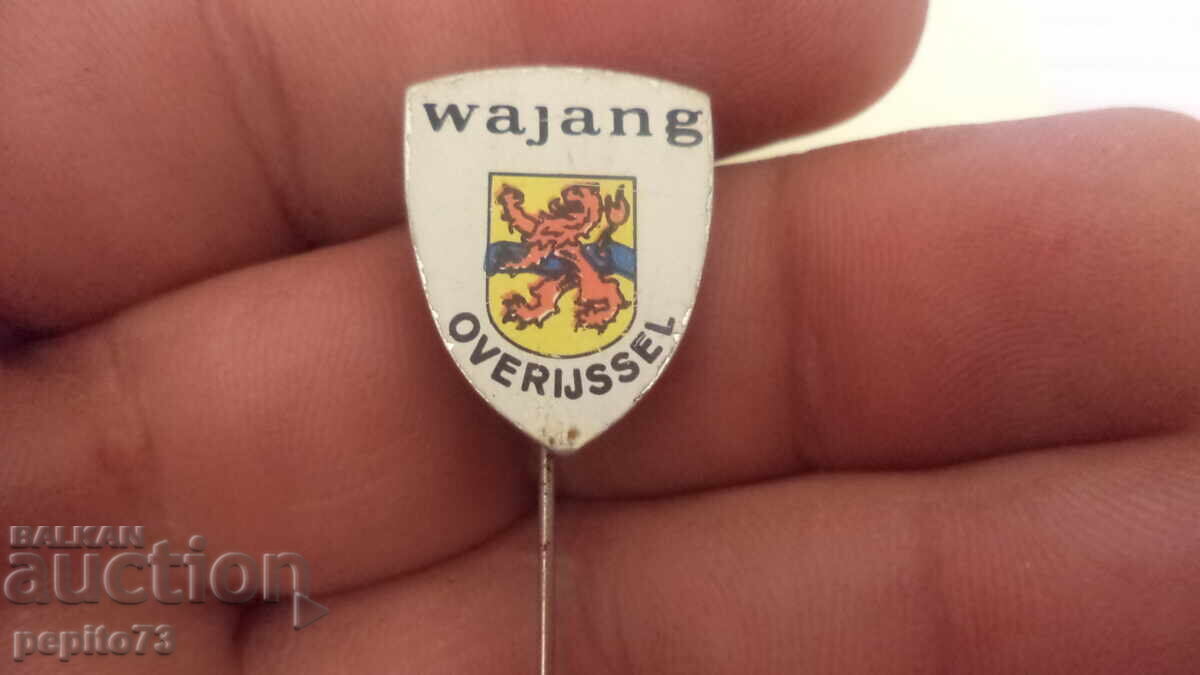 wajang
OVERIJSSEL
BALKAN
auction
pepito73